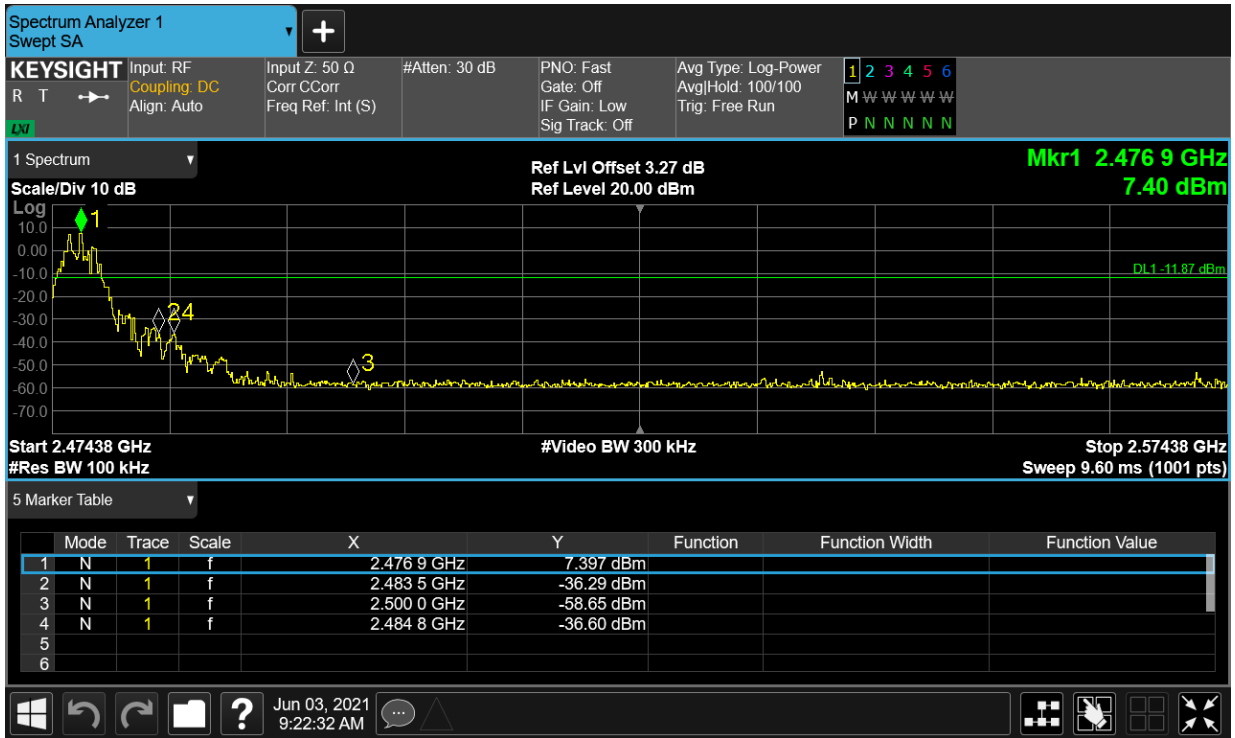 Spectrum Analyzer 1
Swept SA
+
KEYSIGHT
R T
LXI
Input: RF
Coupling: DC
Align: Auto
Input Z: 50 Ω
Corr CCorr
Freq Ref: Int (S)
#Atten: 30 dB
PNO: Fast
Gate: Off
IF Gain: Low
Sig Track: Off
Avg Type: Log-Power
Avg|Hold: 100/100
Trig: Free Run
1 2 3 4 5 6
M W W W W W
P N N N N N
1 Spectrum
Scale/Div 10 dB
Ref Lvl Offset 3.27 dB
Ref Level 20.00 dBm
Mkr1 2.476 9 GHz
7.40 dBm
Log
10.0
0.00
-10.0
-20.0
-30.0
-40.0
-50.0
-60.0
-70.0
1
2 4
3
DL1 -11.87 dBm
Start 2.47438 GHz
#Res BW 100 kHz
#Video BW 300 kHz
Stop 2.57438 GHz
Sweep 9.60 ms (1001 pts)
5 Marker Table
Mode Trace Scale X Y Function Function Width Function Value
1 N 1 f 2.476 9 GHz 7.397 dBm
2 N 1 f 2.483 5 GHz -36.29 dBm
3 N 1 f 2.500 0 GHz -58.65 dBm
4 N 1 f 2.484 8 GHz -36.60 dBm
5
6
?
Jun 03, 2021
9:22:32 AM